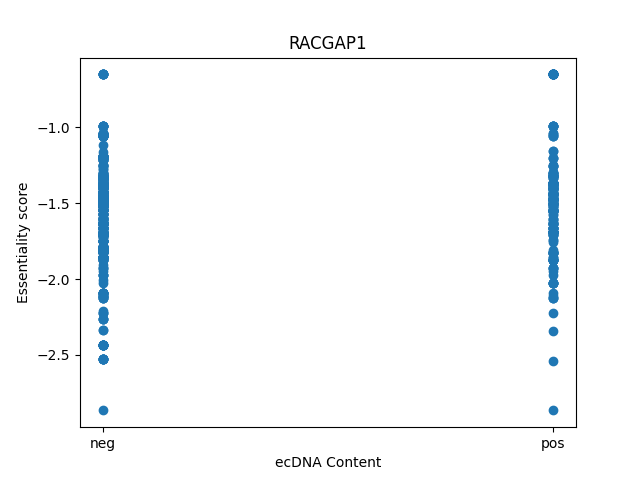 RACGAP1
Essentiality score
−1.0
−1.5
−2.0
−2.5
neg
pos
ecDNA Content